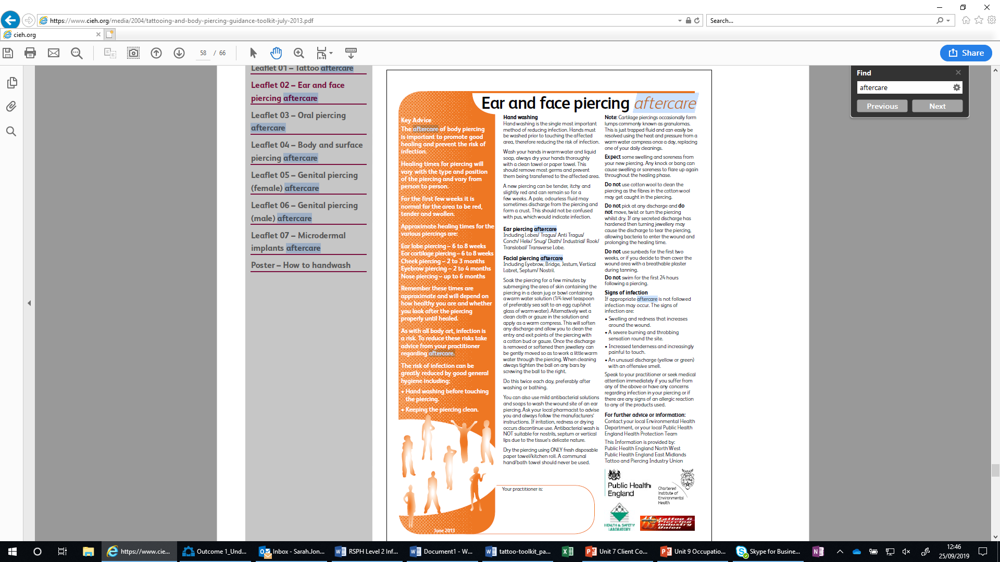 https://www.cieh.org/media/2004/tattooing-and-body-piercing-guidance-toolkit-july-2013.pdf
Search...
cieh.org
58 / 66
Share
Find
aftercare
Previous
Next
Leaflet 01 – Tattoo aftercare
Leaflet 02 – Ear and face
piercing aftercare
Leaflet 03 – Oral piercing
aftercare
Leaflet 04 – Body and surface
piercing aftercare
Leaflet 05 – Genital piercing
(female) aftercare
Leaflet 06 – Genital piercing
(male) aftercare
Leaflet 07 – Microdermal
implants aftercare
Poster – How to handwash
Ear and face piercing aftercare
Key Advice
The aftercare of body piercing
is important to promote good
healing and prevent the risk of
infection.
Healing times for piercing will
vary with the type and position
of the piercing and vary from
person to person.
For the first few weeks it is
normal for the area to be red,
tender and swollen.
Approximate healing times for the
various piercings are:
Ear lobe piercing – 6 to 8 weeks
Ear cartilage piercing – 6 to 8 weeks
Cheek piercing – 2 to 3 months
Eyebrow piercing – 2 to 4 months
Nose piercing – up to 6 months
Remember these times are
approximate and will depend on
how healthy you are and whether
you look after the piercing
properly until healed.
As with all body art, infection is
a risk. To reduce these risks take
advice from your practitioner
regarding aftercare.
The risk of infection can be
greatly reduced by good general
hygiene including:
• Hand washing before touching
the piercing.
• Keeping the piercing clean.
June 2013
Hand washing
Hand washing is the single most important
method of reducing infection. Hands must
be washed prior to touching the affected
area, therefore reducing the risk of infection.
Wash your hands in warm water and liquid
soap, always dry your hands thoroughly
with a clean towel or paper towel. This
should remove most germs and prevent
them being transferred to the affected area.
A new piercing can be tender, itchy and
slightly red and can remain so for a
few weeks. A pale, odourless fluid may
sometimes discharge from the piercing and
form a crust. This should not be confused
with pus, which would indicate infection.
Ear piercing aftercare
Including Lobes/ Tragus/ Anti Tragus/
Conch/ Helix/ Snug/ Diath/ Industrial/ Rook/
Translobal/ Transverse Lobe.
Facial piercing aftercare
Including Eyebrow, Bridge, Jestum, Vertical
Labret, Septum/ Nostril.
Soak the piercing for a few minutes by
submerging the area of skin containing the
piercing in a clean jug or bowl containing
a warm water solution (1/4 level teaspoon
of preferably sea salt to an egg cup/shot
glass of warm water). Alternatively wet a
clean cloth or gauze in the solution and
apply as a warm compress. This will soften
any discharge and allow you to clean the
entry and exit points of the piercing with
a cotton bud or gauze. Once the discharge
is removed or softened then jewellery can
be gently moved so as to work a little warm
water through the piercing. When cleaning
always tighten the ball on any bars by
screwing the ball to the right.
Do this twice each day, preferably after
washing or bathing.
You can also use mild antibacterial solutions
and soaps to wash the wound site of an ear
piercing. Ask your local pharmacist to advise
you and always follow the manufacturers'
instructions. If irritation, redness or drying
occurs discontinue use. Antibacterial wash is
NOT suitable for nostrils, septum or vertical
lips due to the tissue's delicate nature.
Dry the piercing using ONLY fresh disposable
paper towel/kitchen roll. A communal
hand/bath towel should never be used.
Your practitioner is:
Note: Cartilage piercings occasionally form
lumps commonly known as granulomas.
This is just trapped fluid and can easily be
resolved using the heat and pressure from a
warm water compress once a day, replacing
one of your daily cleanings.
Expect some swelling and soreness from
your new piercing. Any knock or bang can
cause swelling or soreness to flare up again
throughout the healing phase.
Do not use cotton wool to clean the
piercing as the fibres in the cotton wool
may get caught in the piercing.
Do not pick at any discharge and do
not move, twist or turn the piercing
whilst dry. If any secreted discharge has
hardened then turning jewellery may
cause the discharge to tear the piercing,
allowing bacteria to enter the wound and
prolonging the healing time.
Do not use sunbeds for the first two
weeks, or if you decide to then cover the
wound area with a breathable plaster
during tanning.
Do not swim for the first 24 hours
following a piercing.
Signs of infection
If appropriate aftercare is not followed
infection may occur. The signs of
infection are:
• Swelling and redness that increases
around the wound.
• A severe burning and throbbing
sensation round the site.
• Increased tenderness and increasingly
painful to touch.
• An unusual discharge (yellow or green)
with an offensive smell.
Speak to your practitioner or seek medical
attention immediately if you suffer from
any of the above or have any concerns
regarding infection in your piercing or if
there are any signs of an allergic reaction
to any of the products used.
For further advice or information:
Contact your local Environmental Health
Department, or your local Public Health
England Health Protection Team
This Information is provided by:
Public Health England North West
Public Health England East Midlands
Tattoo and Piercing Industry Union
Public Health
England
Chartered
Institute of
Environmental
Health
HEALTH & SAFETY
LABORATORY
Tattoo &
Piercing
Industry
Union
https://www.cie...
Outcome 1_Und...
Inbox - SarahJon...
RSPH Level 2 Inf...
Document1 - W...
tattoo-toolkit_pa...
Unit 7 Client Co...
Unit 9 Occupatio...
Skype for Busine...
12:46
25/09/2019